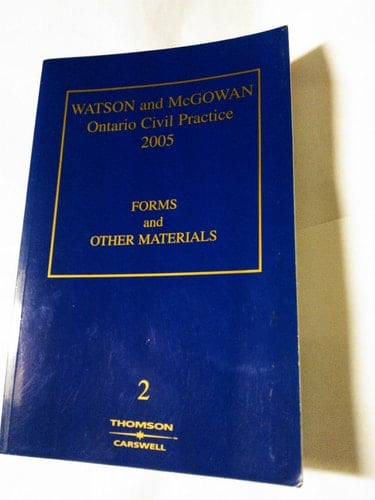 WATSON and McGOWAN
Ontario Civil Practice
2005
FORMS
and
OTHER MATERIALS
2
THOMSON
CARSWELL